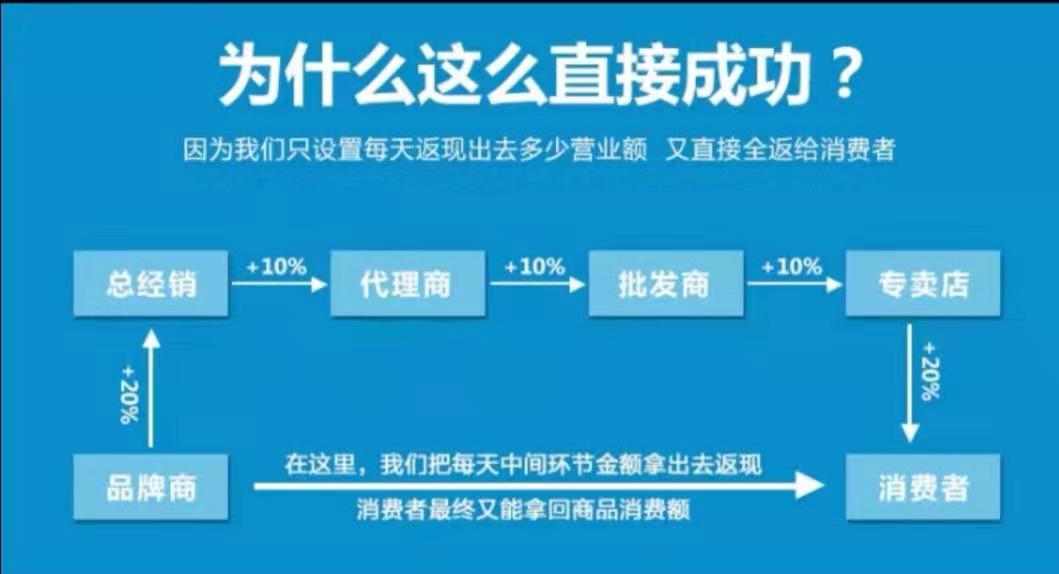 为什么这么直接成功？
因为我们只设置每天返现出去多少营业额 又直接全返给消费者
总经销
+10%
代理商
+10%
批发商
+10%
专卖店
+20%
+20%
品牌商
在这里，我们把每天中间环节金额拿出去返现
消费者最终又能拿回商品消费额
消费者